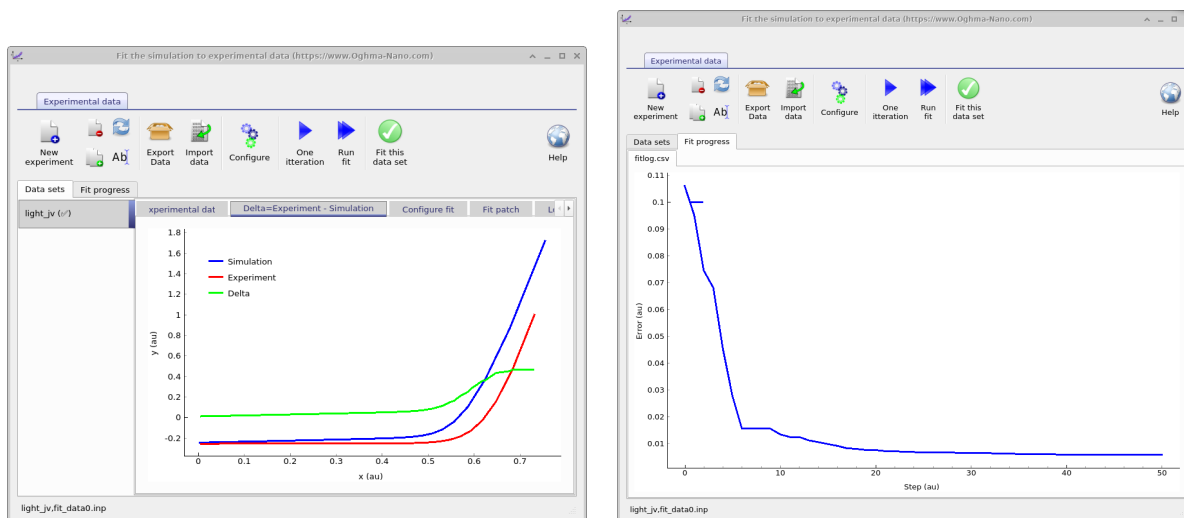 Fit the simulation to experimental data (https://www.Oghma-Nano.com)
Experimental data
New experiment
Ab
Export Data
Import data
Configure
One itteration
Run fit
Fit this data set
Help
Data sets
Fit progress
light_jv
xperimental dat
Delta=Experiment - Simulation
Configure fit
Fit patch
1.8
1.6
1.4
1.2
1
0.8
0.6
0.4
0.2
0
-0.2
y (au)
Simulation
Experiment
Delta
0
0.1
0.2
0.3
0.4
0.5
0.6
0.7
x (au)
light_jv,fit_data0.inp
Fit the simulation to experimental data (https://www.Oghma-Nano.com)
Experimental data
New experiment
Ab
Export Data
Import data
Configure
One itteration
Run fit
Fit this data set
Help
Data sets
Fit progress
fitlog.csv
0.11
0.1
0.09
0.08
0.07
0.06
0.05
0.04
0.03
0.02
0.01
Error (au)
0
10
20
30
40
50
Step (au)
light_jv,fit_data0.inp